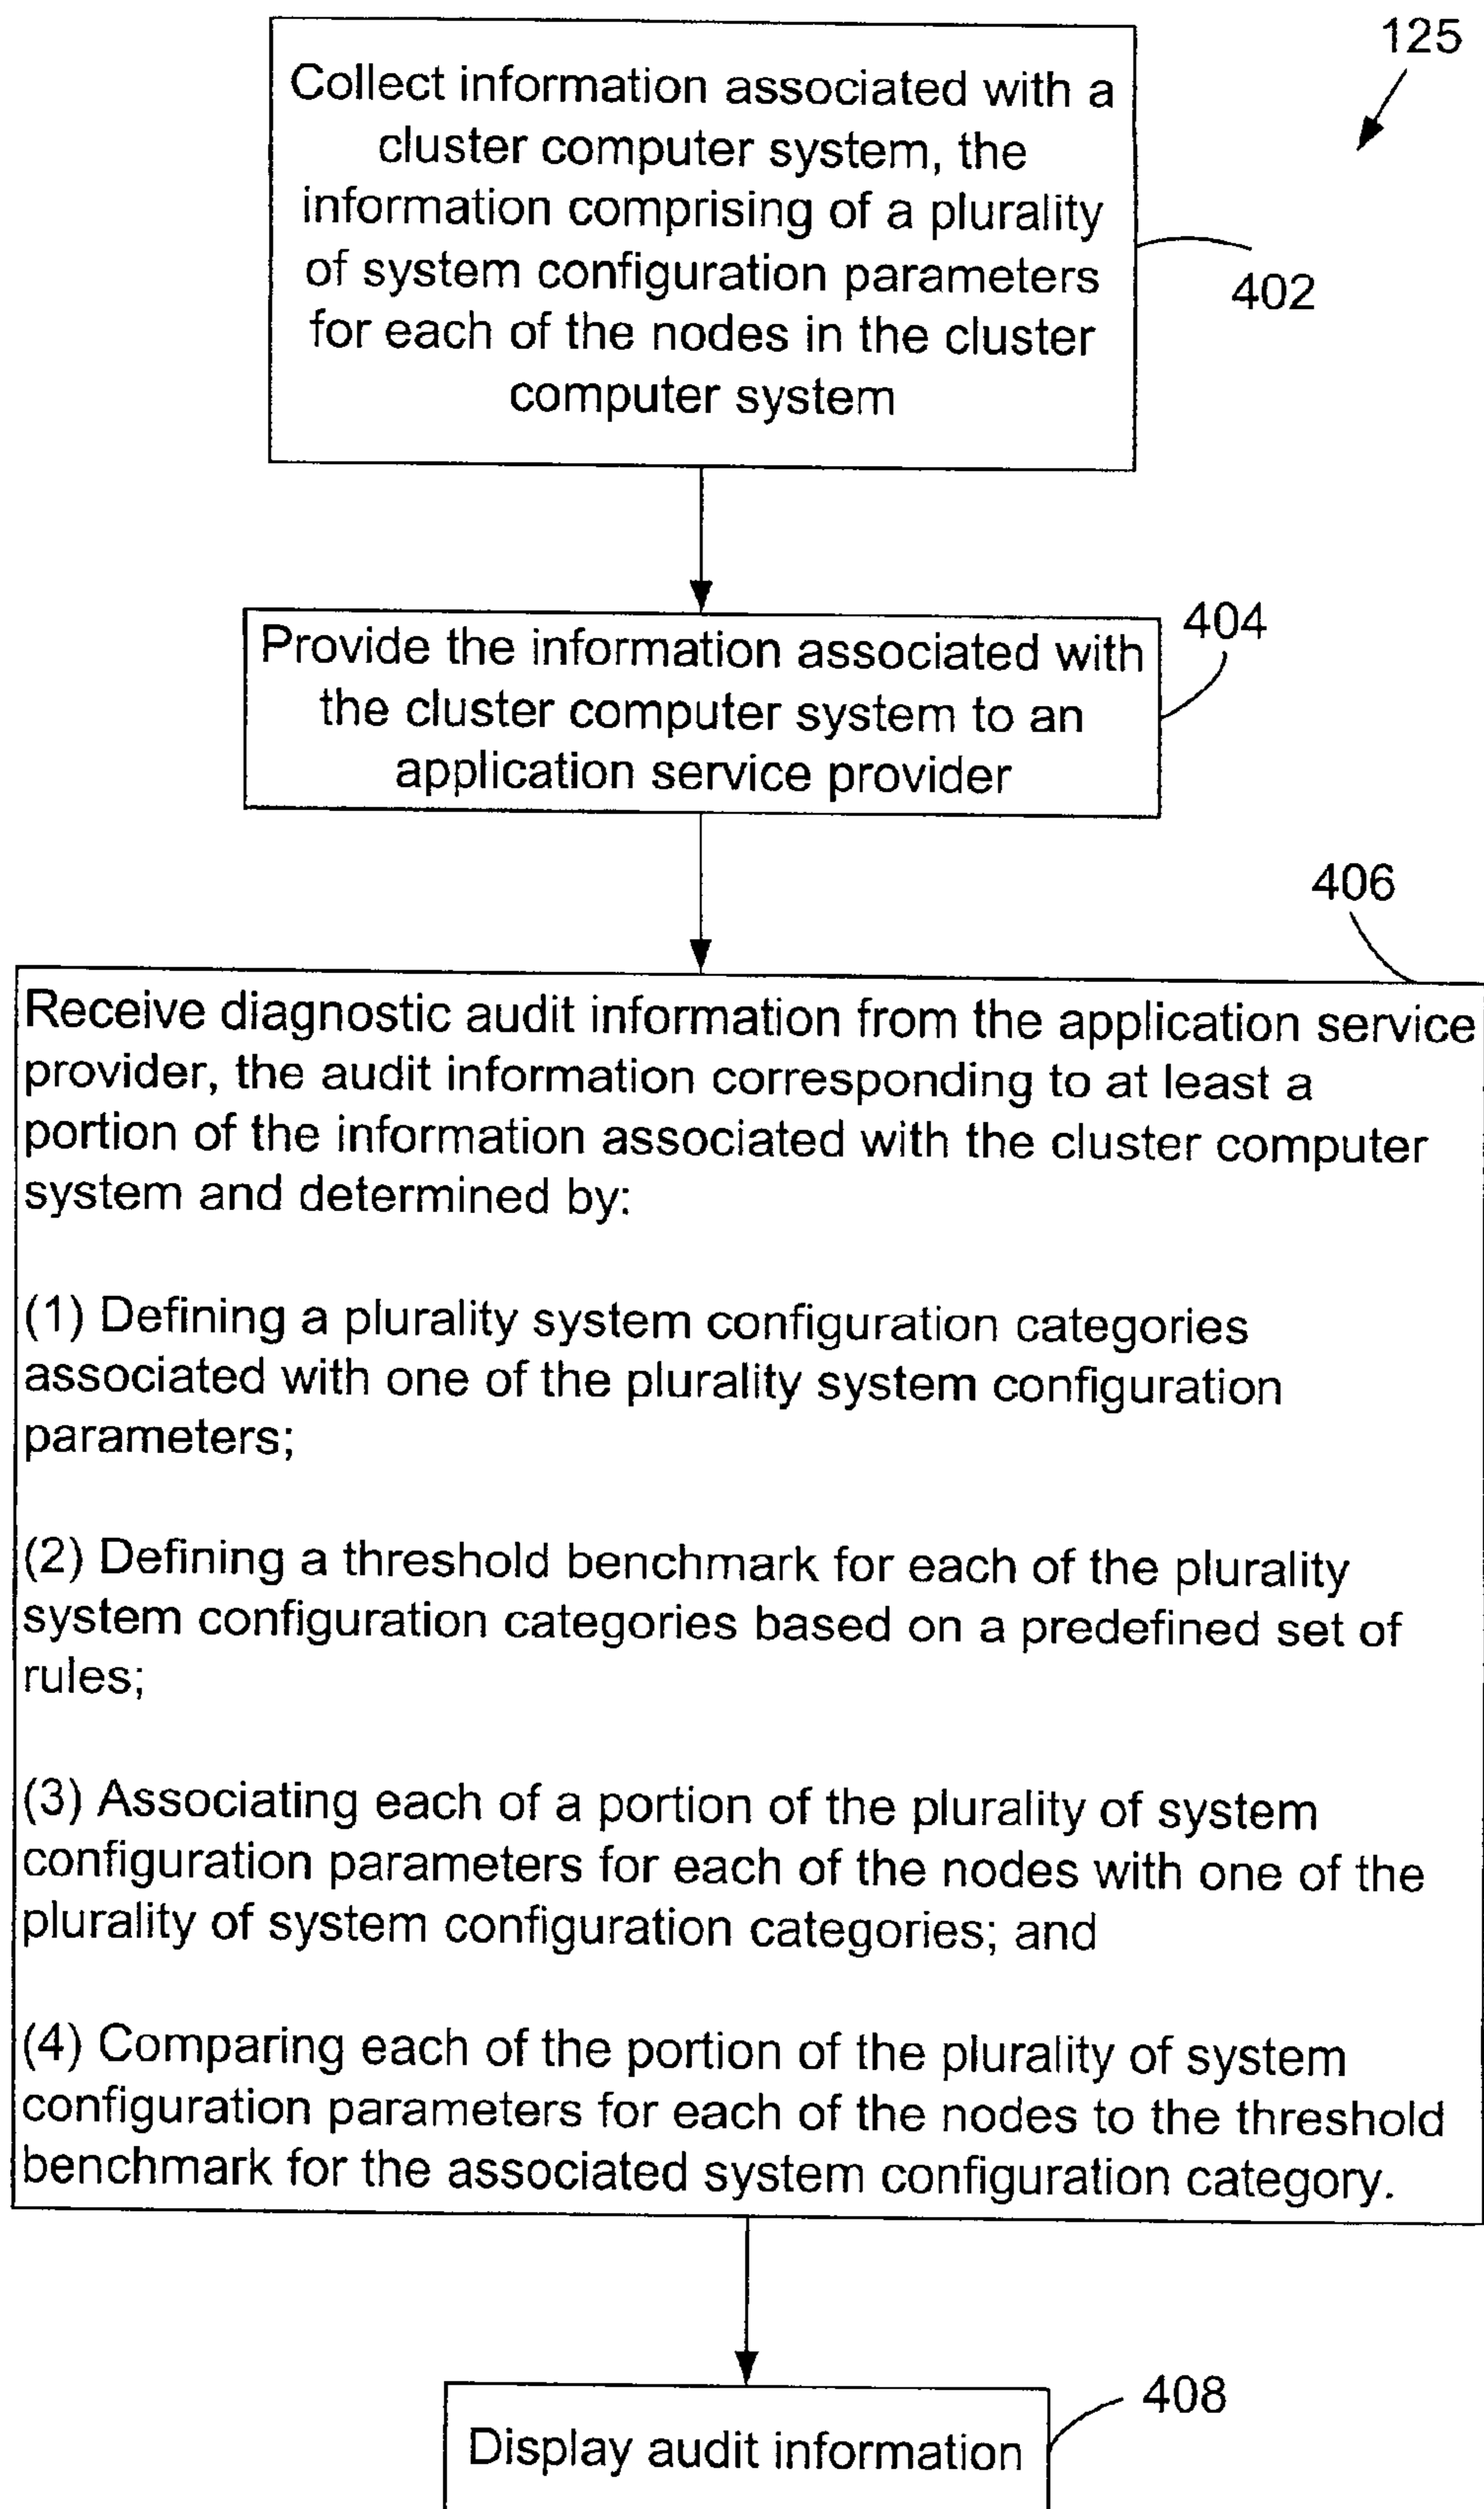 125
Collect information associated with a
cluster computer system, the
information comprising of a plurality
of system configuration parameters
for each of the nodes in the cluster
computer system
402
404
Provide the information associated with
the cluster computer system to an
application service provider
406
Receive diagnostic audit information from the application service
provider, the audit information corresponding to at least a
portion of the information associated with the cluster computer
system and determined by:
(1) Defining a plurality system configuration categories
associated with one of the plurality system configuration
parameters;
(2) Defining a threshold benchmark for each of the plurality
system configuration categories based on a predefined set of
rules;
(3) Associating each of a portion of the plurality of system
configuration parameters for each of the nodes with one of the
plurality of system configuration categories; and
(4) Comparing each of the portion of the plurality of system
configuration parameters for each of the nodes to the threshold
benchmark for the associated system configuration category.
408
Display audit information